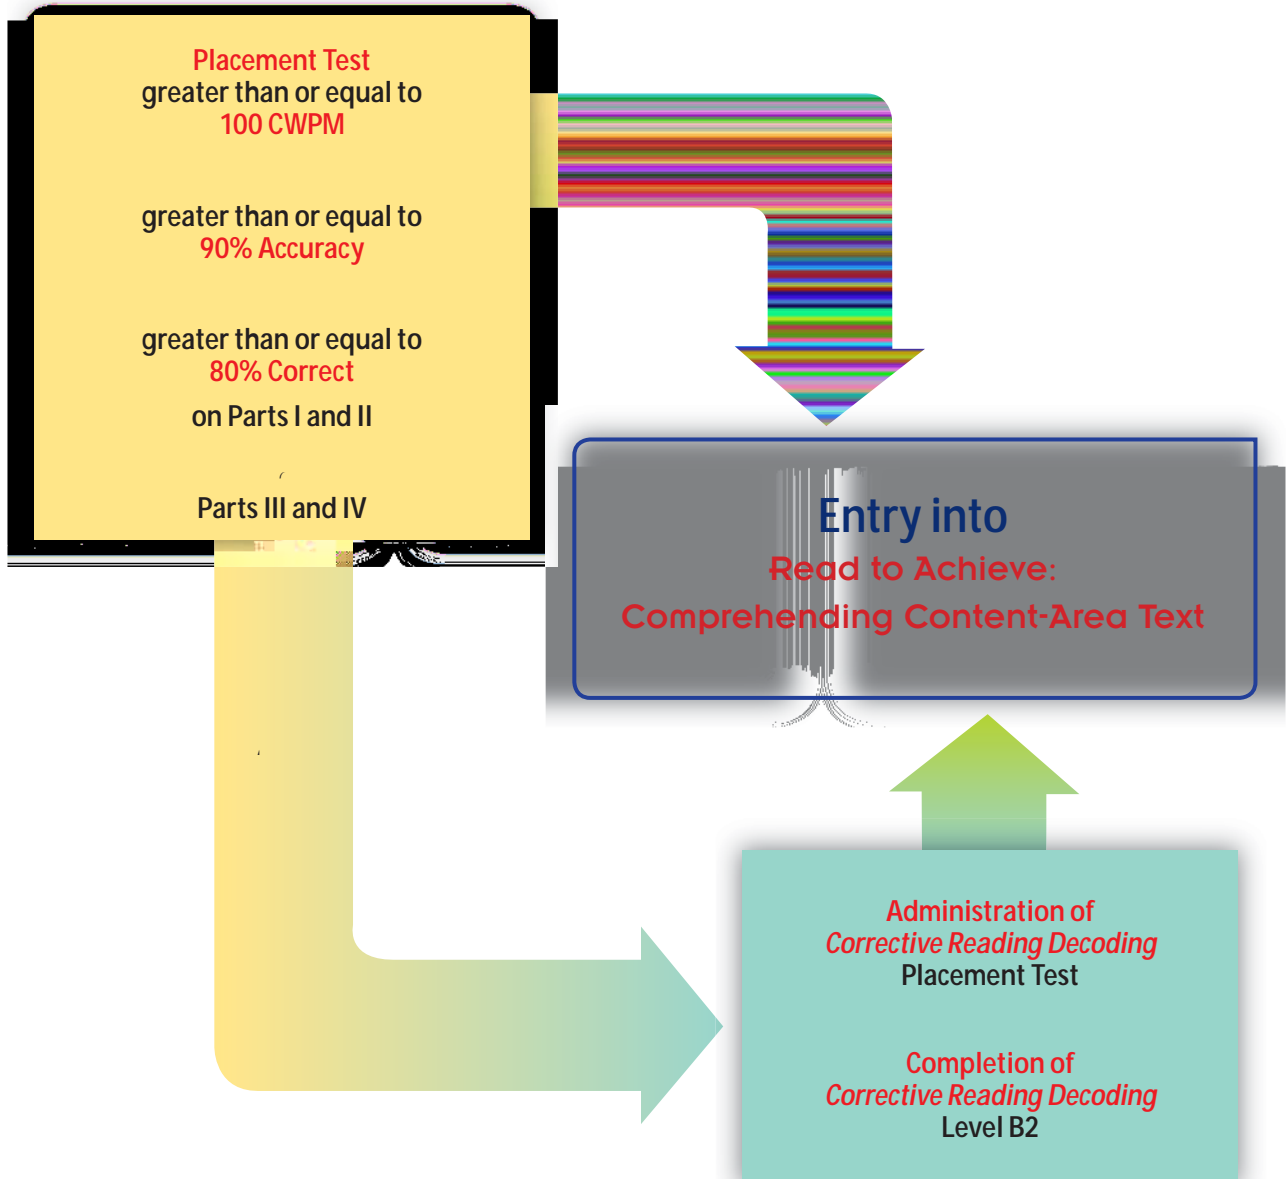 Placement Test
greater than or equal to
100 CWPM
greater than or equal to
90% Accuracy
greater than or equal to
80% Correct
on Parts I and II
Parts III and IV
Entry into
Read to Achieve:
Comprehending Content-Area Text
Administration of
Corrective Reading Decoding
Placement Test
Completion of
Corrective Reading Decoding
Level B2